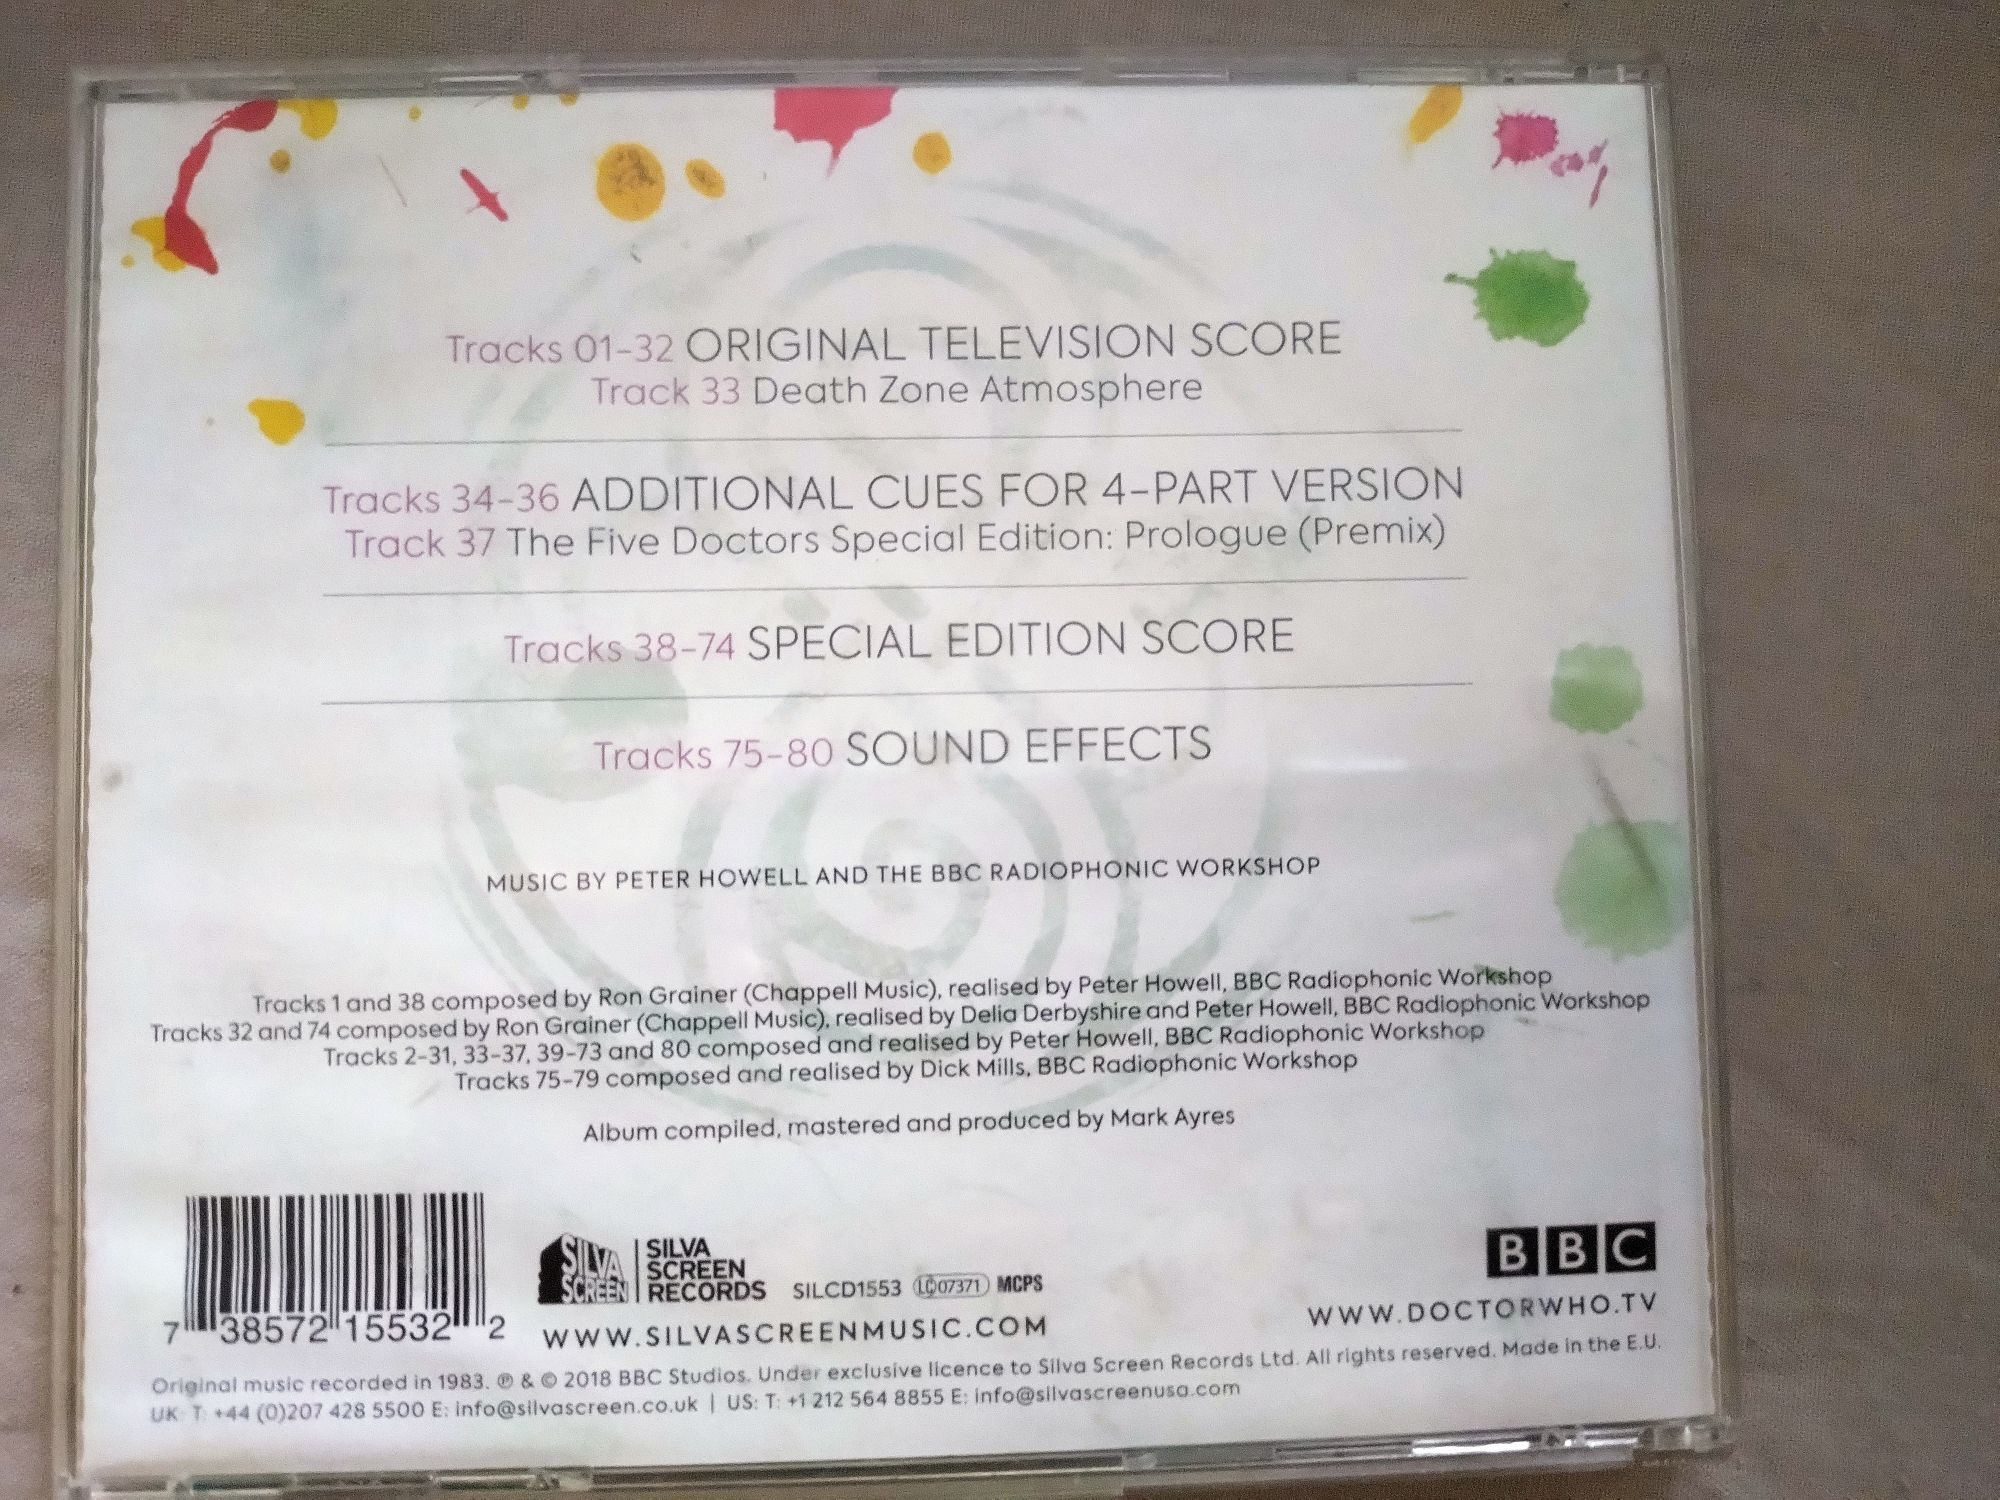 Tracks 01-32 ORIGINAL TELEVISION SCORE
Track 33 Death Zone Atmosphere
Tracks 34-36 ADDITIONAL CUES FOR 4-PART VERSION
Track 37 The Five Doctors Special Edition: Prologue (Premix)
Tracks 38-74 SPECIAL EDITION SCORE
Tracks 75-80 SOUND EFFECTS
MUSIC BY PETER HOWELL AND THE BBC RADIOPHONIC WORKSHOP
Tracks 1 and 38 composed by Ron Grainer (Chappell Music), realised by Peter Howell, BBC Radiophonic Workshop
Tracks 32 and 74 composed by Ron Grainer (Chappell Music), realised by Delia Derbyshire and Peter Howell, BBC Radiophonic Workshop
Tracks 2-31, 33-37, 39-73 and 80 composed and realised by Peter Howell, BBC Radiophonic Workshop
Tracks 75-79 composed and realised by Dick Mills, BBC Radiophonic Workshop
Album compiled, mastered and produced by Mark Ayres
7 38572 15532 2
SILVA
SCREEN
SILVA
SCREEN
RECORDS
SILCD1553 LC07371 MCPS
WWW.SILVASCREENMUSIC.COM
BBC
WWW.DOCTORWHO.TV
Original music recorded in 1983. ℗ & © 2018 BBC Studios. Under exclusive licence to Silva Screen Records Ltd. All rights reserved. Made in the E.U.
UK: T: +44 (0)207 428 5500 E: info@silvascreen.co.uk | US: T: +1 212 564 8855 E: info@silvascreenusa.com